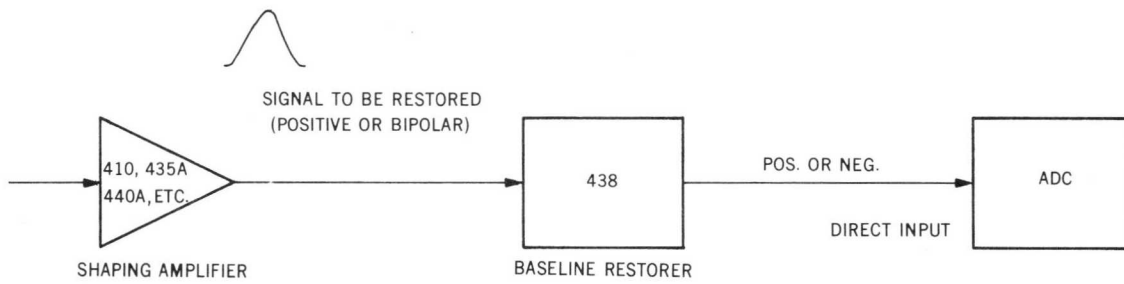 SIGNAL TO BE RESTORED
(POSITIVE OR BIPOLAR)
410, 435A
440A, ETC.
SHAPING AMPLIFIER
438
BASELINE RESTORER
POS. OR NEG.
DIRECT INPUT
ADC